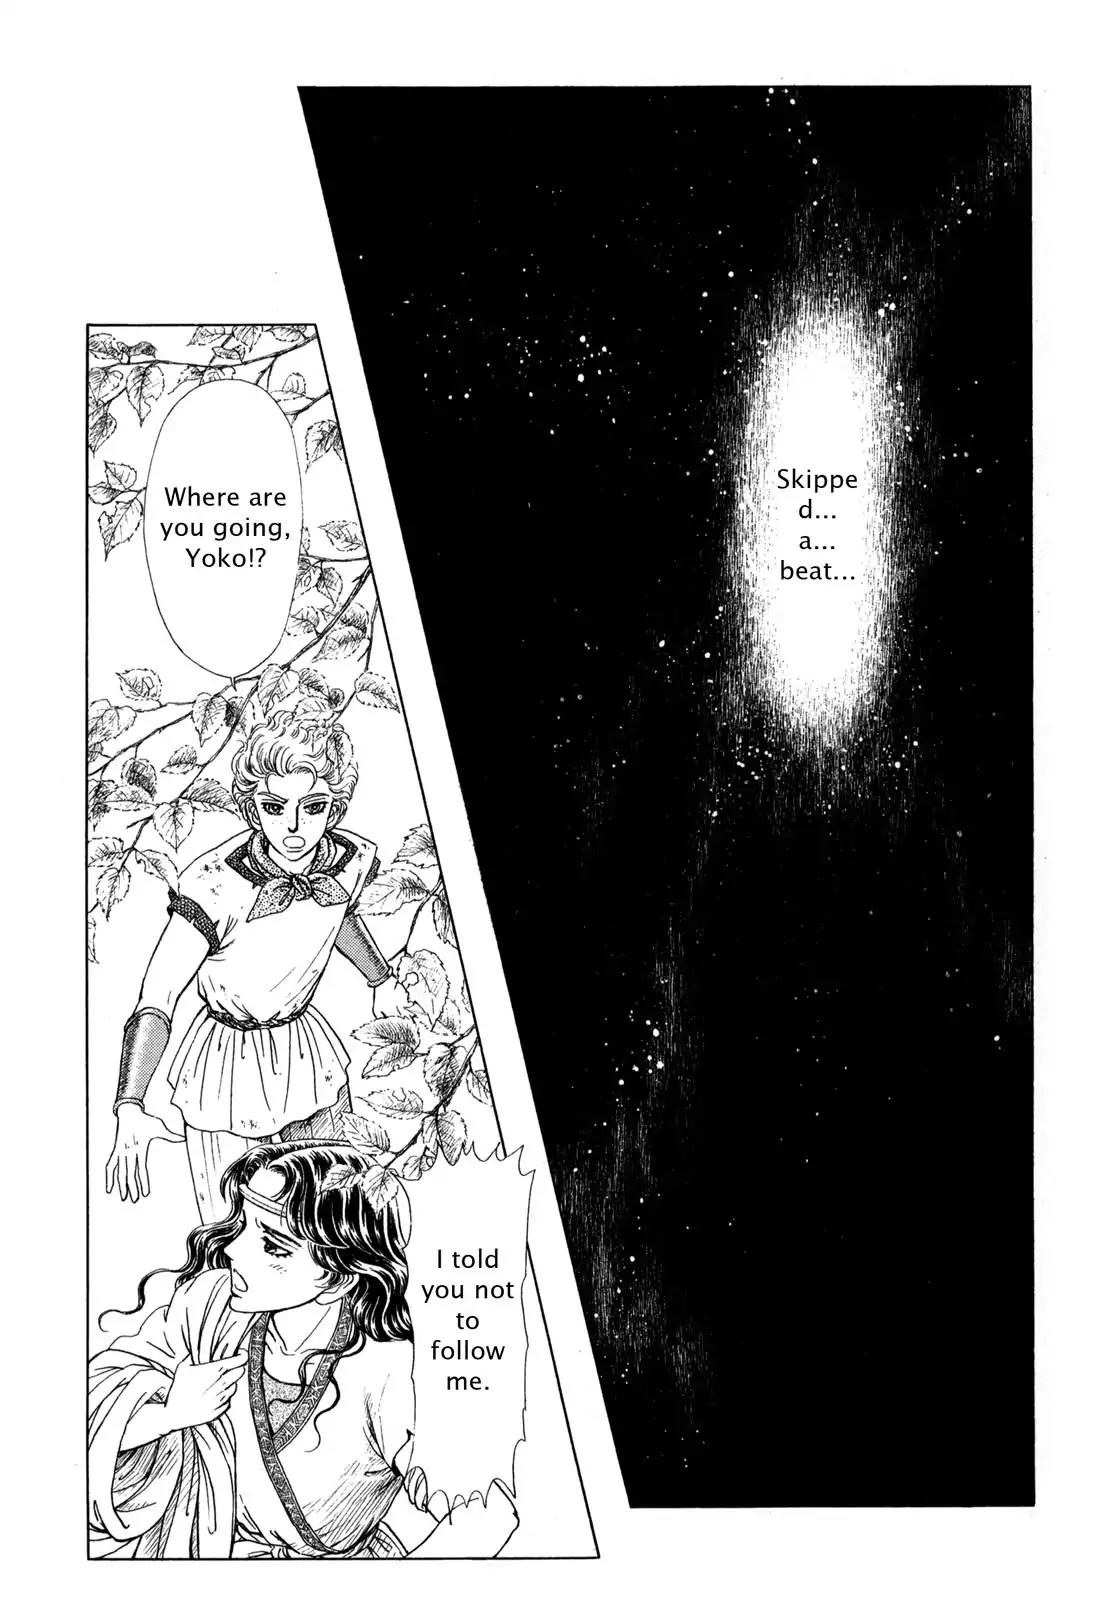 Skippe
d...
a...
beat...
Where are
you going,
Yoko!?
I told
you not
to
follow
me.